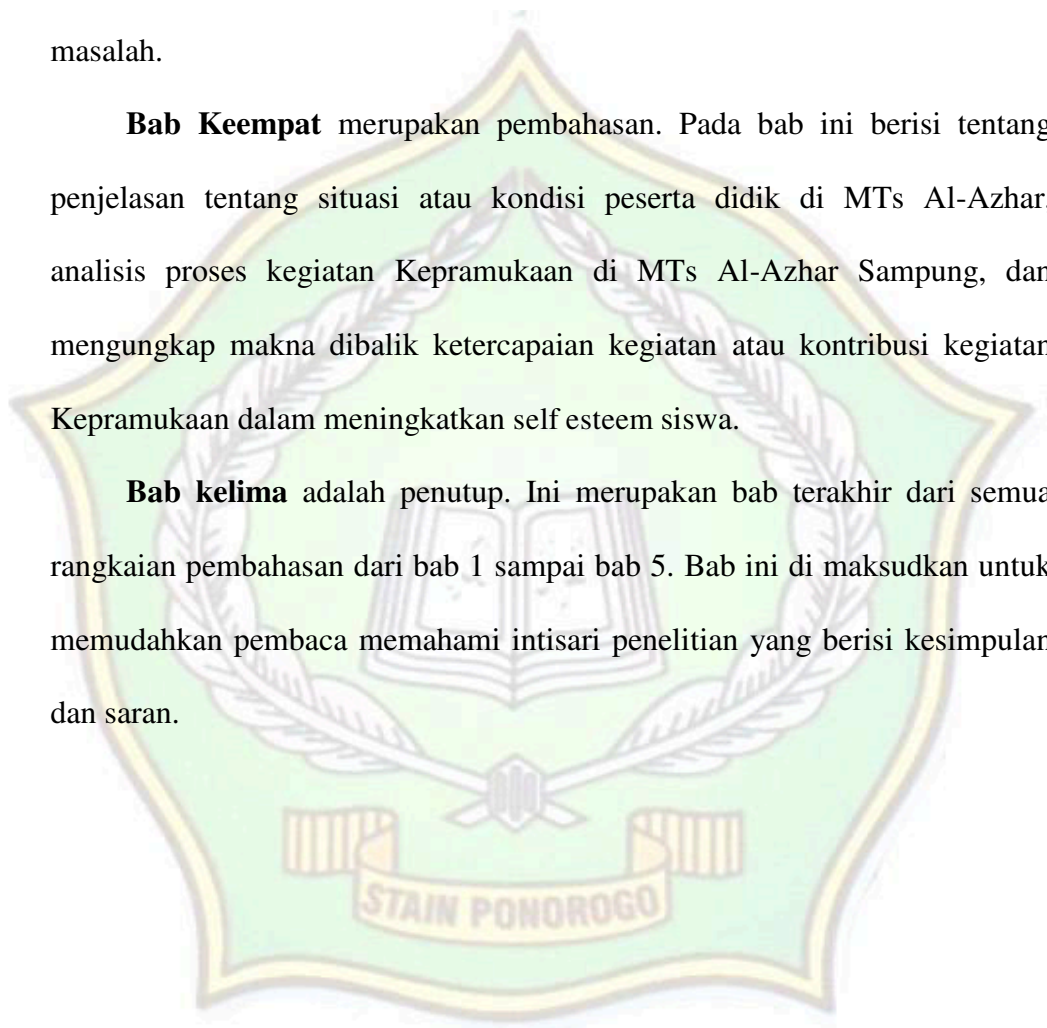 masalah.
Bab Keempat merupakan pembahasan. Pada bab ini berisi tentang
penjelasan tentang situasi atau kondisi peserta didik di MTs Al-Azhar.
analisis proses kegiatan Kepramukaan di MTs Al-Azhar Sampung, dan
mengungkap makna dibalik ketercapaian kegiatan atau kontribusi kegiatan
Kepramukaan dalam meningkatkan self esteem siswa.
Bab kelima adalah penutup. Ini merupakan bab terakhir dari semua
rangkaian pembahasan dari bab 1 sampai bab 5. Bab ini di maksudkan untuk
memudahkan pembaca memahami intisari penelitian yang berisi kesimpulan
dan saran.
STAIN PONOROGO